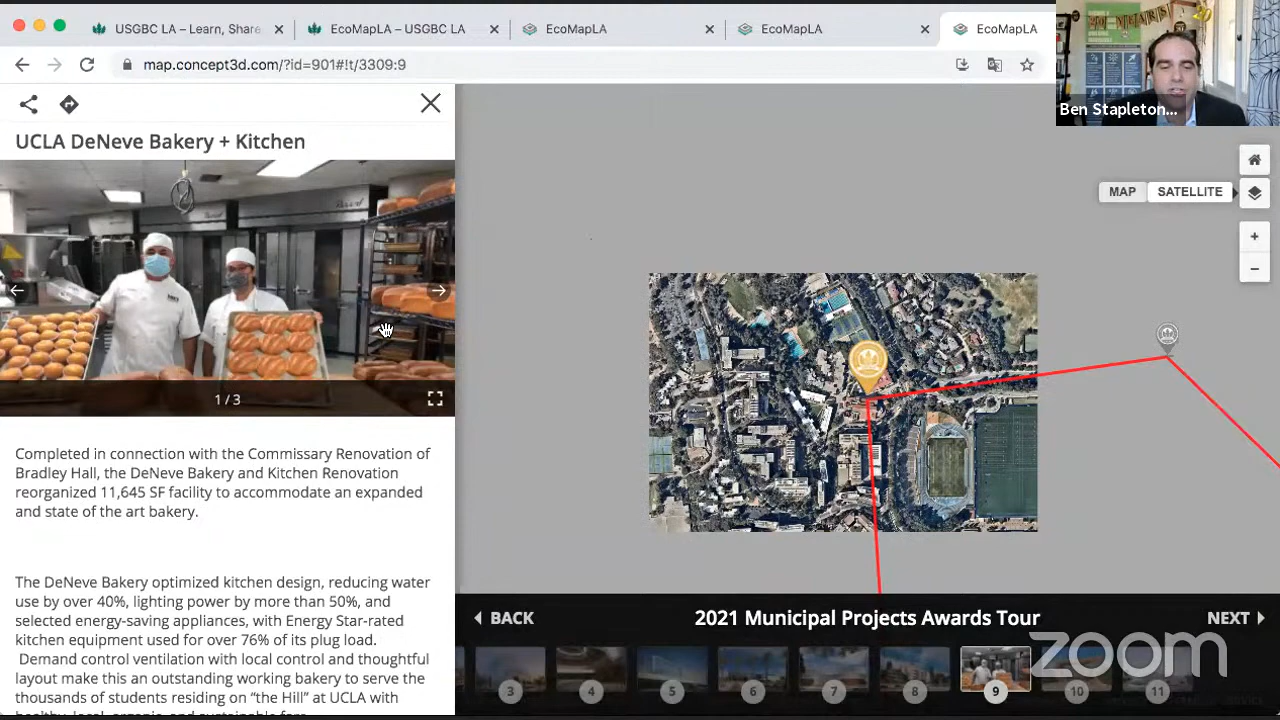 USGBC LA – Learn, Share
EcoMapLA - USGBC LA
EcoMapLA
EcoMapLA
EcoMapLA
map.concept3d.com/?id=901#!t/3309:9
YEARS
Ben Stapleton...
UCLA DeNeve Bakery + Kitchen
MAP
SATELLITE
1 / 3
Completed in connection with the Commissary Renovation of
Bradley Hall, the DeNeve Bakery and Kitchen Renovation
reorganized 11,645 SF facility to accommodate an expanded
and state of the art bakery.
The DeNeve Bakery optimized kitchen design, reducing water
use by over 40%, lighting power by more than 50%, and
selected energy-saving appliances, with Energy Star-rated
kitchen equipment used for over 76% of its plug load.
Demand control ventilation with local control and thoughtful
layout make this an outstanding working bakery to serve the
thousands of students residing on “the Hill” at UCLA with
healthy, local, organic, and sustainable fare.
BACK
2021 Municipal Projects Awards Tour
NEXT
3
4
5
6
7
8
9
10
11
zoom